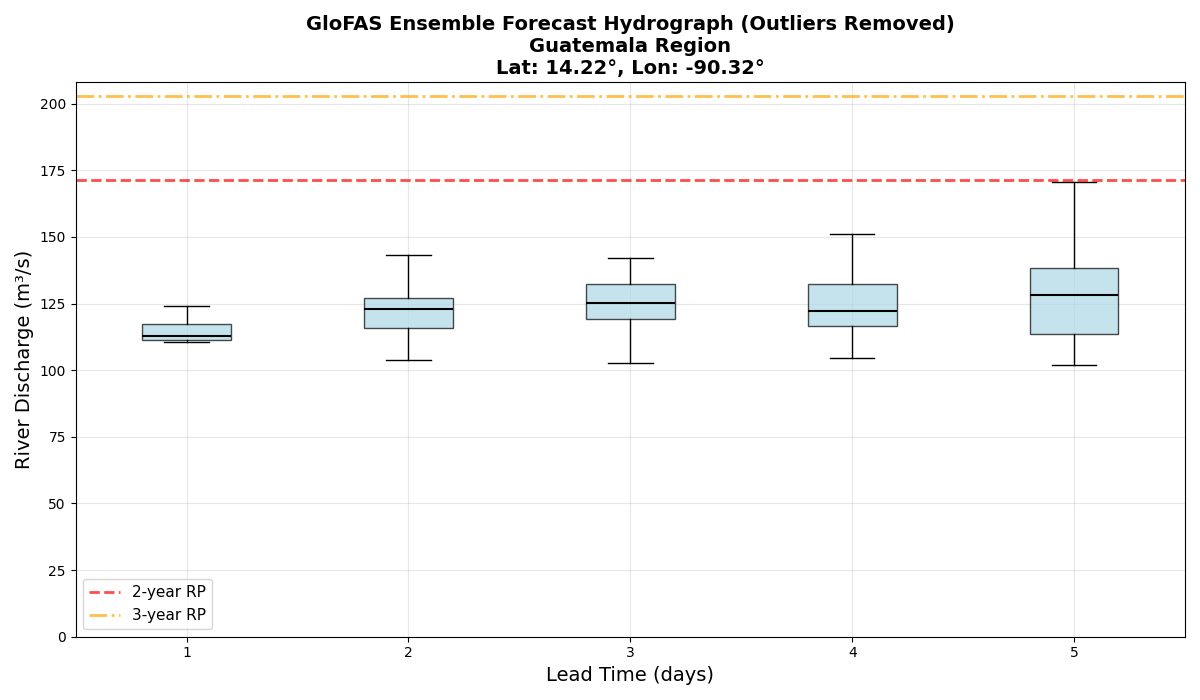 GloFAS Ensemble Forecast Hydrograph (Outliers Removed)
Guatemala Region
Lat: 14.22°, Lon: -90.32°
River Discharge (m³/s)
200
175
150
125
100
75
50
25
0
2-year RP
3-year RP
1 2 3 4 5
Lead Time (days)